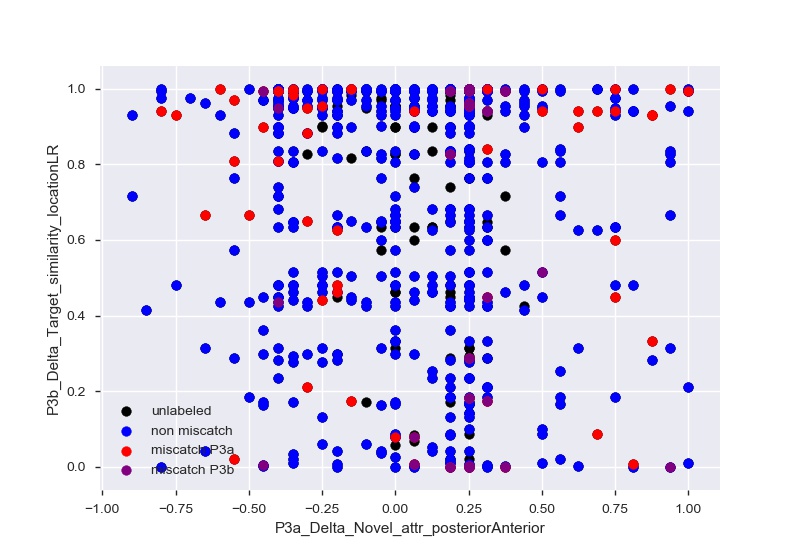 1.0
0.8
0.6
0.4
0.2
0.0
P3b_Delta_Target_similarity_locationLR
unlabeled
non miscatch
miscatch P3a
miscatch P3b
−1.00 −0.75 −0.50 −0.25 0.00 0.25 0.50 0.75 1.00
P3a_Delta_Novel_attr_posteriorAnterior